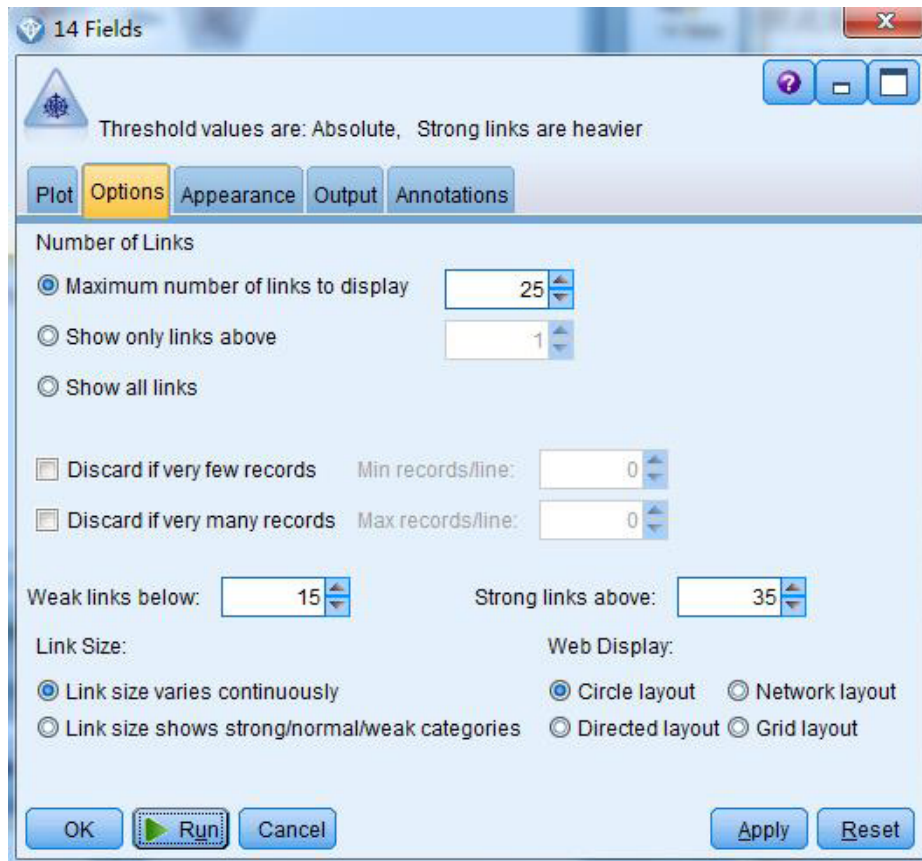 14 Fields
Threshold values are: Absolute, Strong links are heavier
Plot Options Appearance Output Annotations
Number of Links
Maximum number of links to display 25
Show only links above 1
Show all links
Discard if very few records Min records/line: 0
Discard if very many records Max records/line: 0
Weak links below: 15 Strong links above: 35
Link Size: Web Display:
Link size varies continuously Circle layout Network layout
Link size shows strong/normal/weak categories Directed layout Grid layout
OK Run Cancel Apply Reset